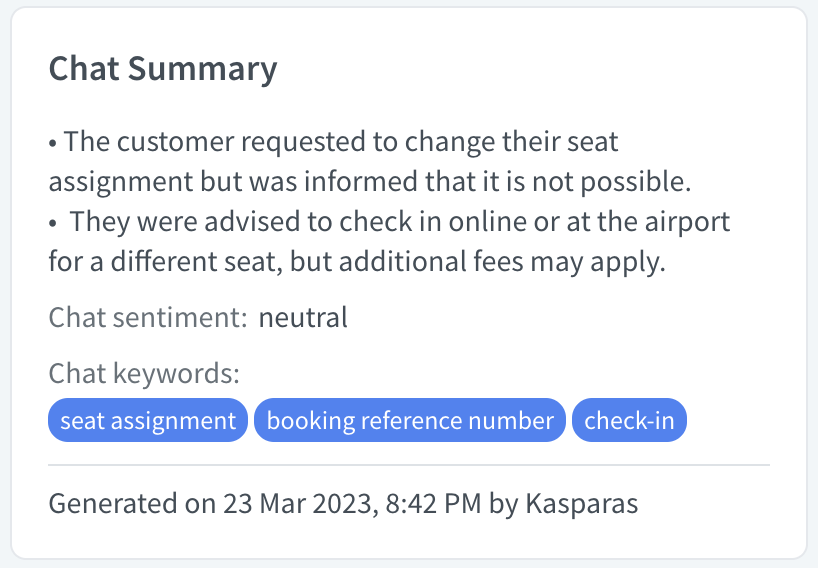 Chat Summary
• The customer requested to change their seat
assignment but was informed that it is not possible.
•  They were advised to check in online or at the airport
for a different seat, but additional fees may apply.
Chat sentiment: neutral
Chat keywords:
seat assignment booking reference number check-in
Generated on 23 Mar 2023, 8:42 PM by Kasparas